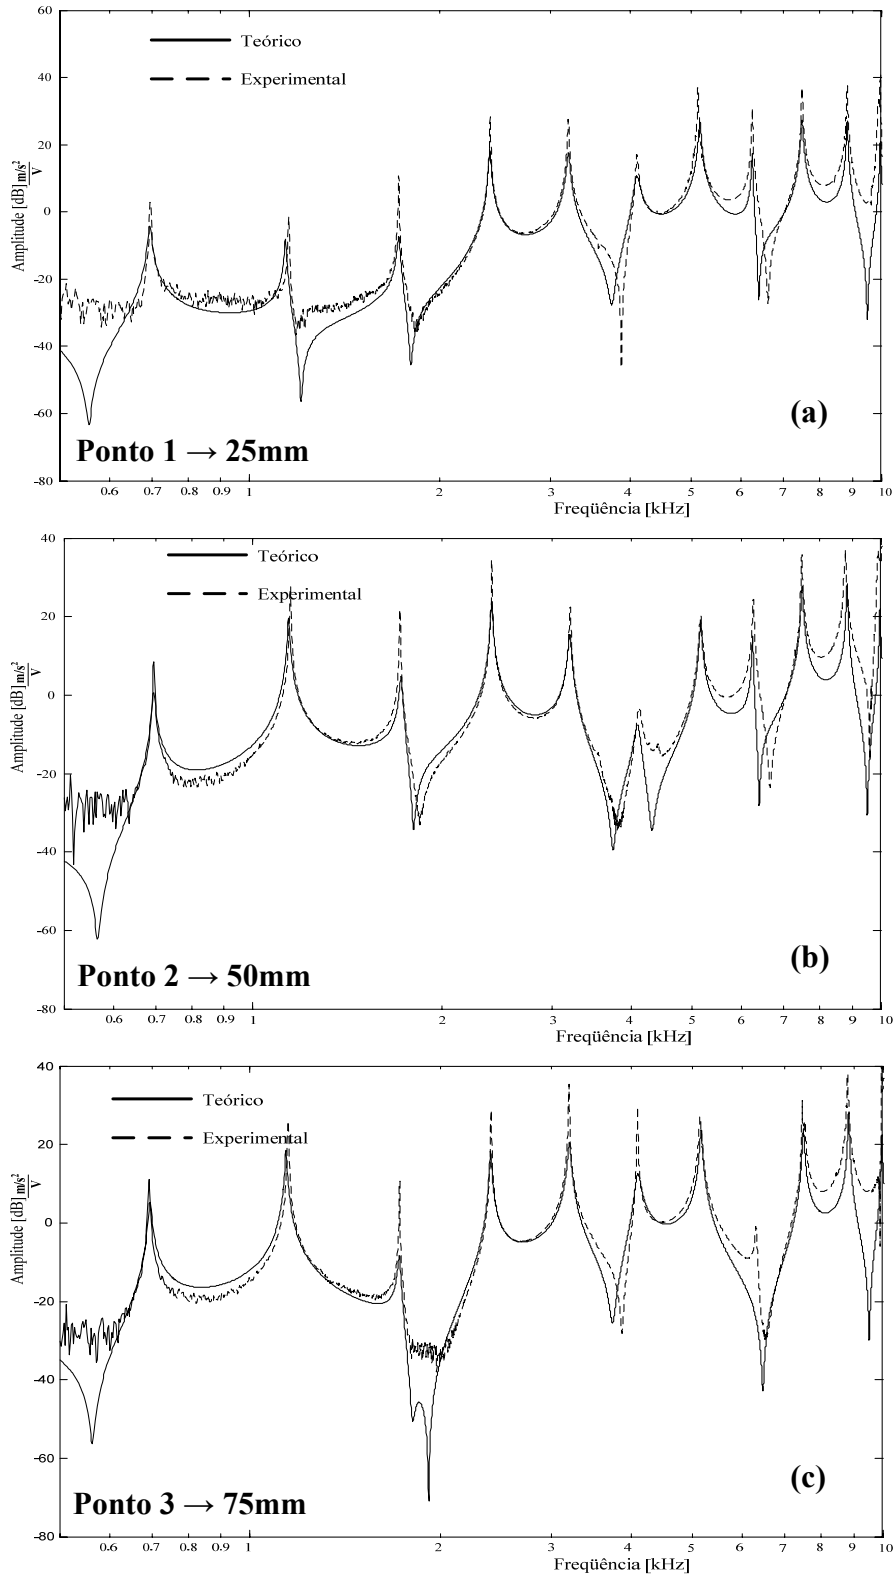 60
40
20
0
-20
-40
-60
-80
Amplitude [dB] m/s² / V
Teórico
Experimental
(a)
Ponto 1 → 25mm
0.6 0.7 0.8 0.9 1 2 3 4 5 6 7 8 9 10
Freqüência [kHz]
40
20
0
-20
-40
-60
-80
Amplitude [dB] m/s² / V
Teórico
Experimental
(b)
Ponto 2 → 50mm
0.6 0.7 0.8 0.9 1 2 3 4 5 6 7 8 9 10
Freqüência [kHz]
40
20
0
-20
-40
-60
-80
Amplitude [dB] m/s² / V
Teórico
Experimental
(c)
Ponto 3 → 75mm
0.6 0.7 0.8 0.9 1 2 3 4 5 6 7 8 9 10
Freqüência [kHz]